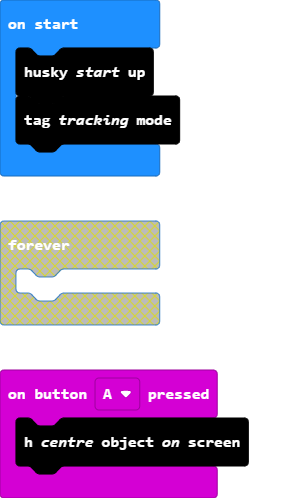 on start
husky start up
tag tracking mode
forever
on button A pressed
h centre object on screen